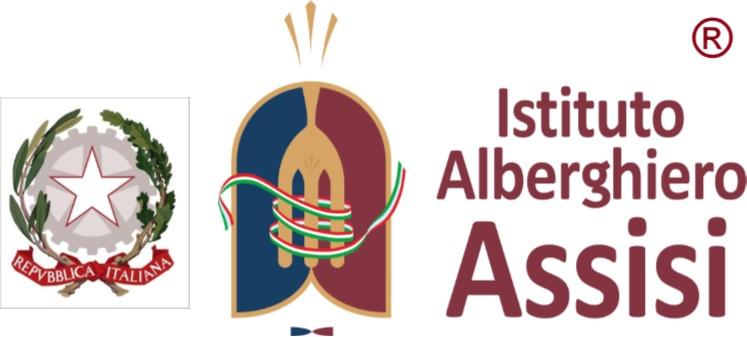 ®
REPVBBLICA ITALIANA
Istituto
Alberghiero
Assisi